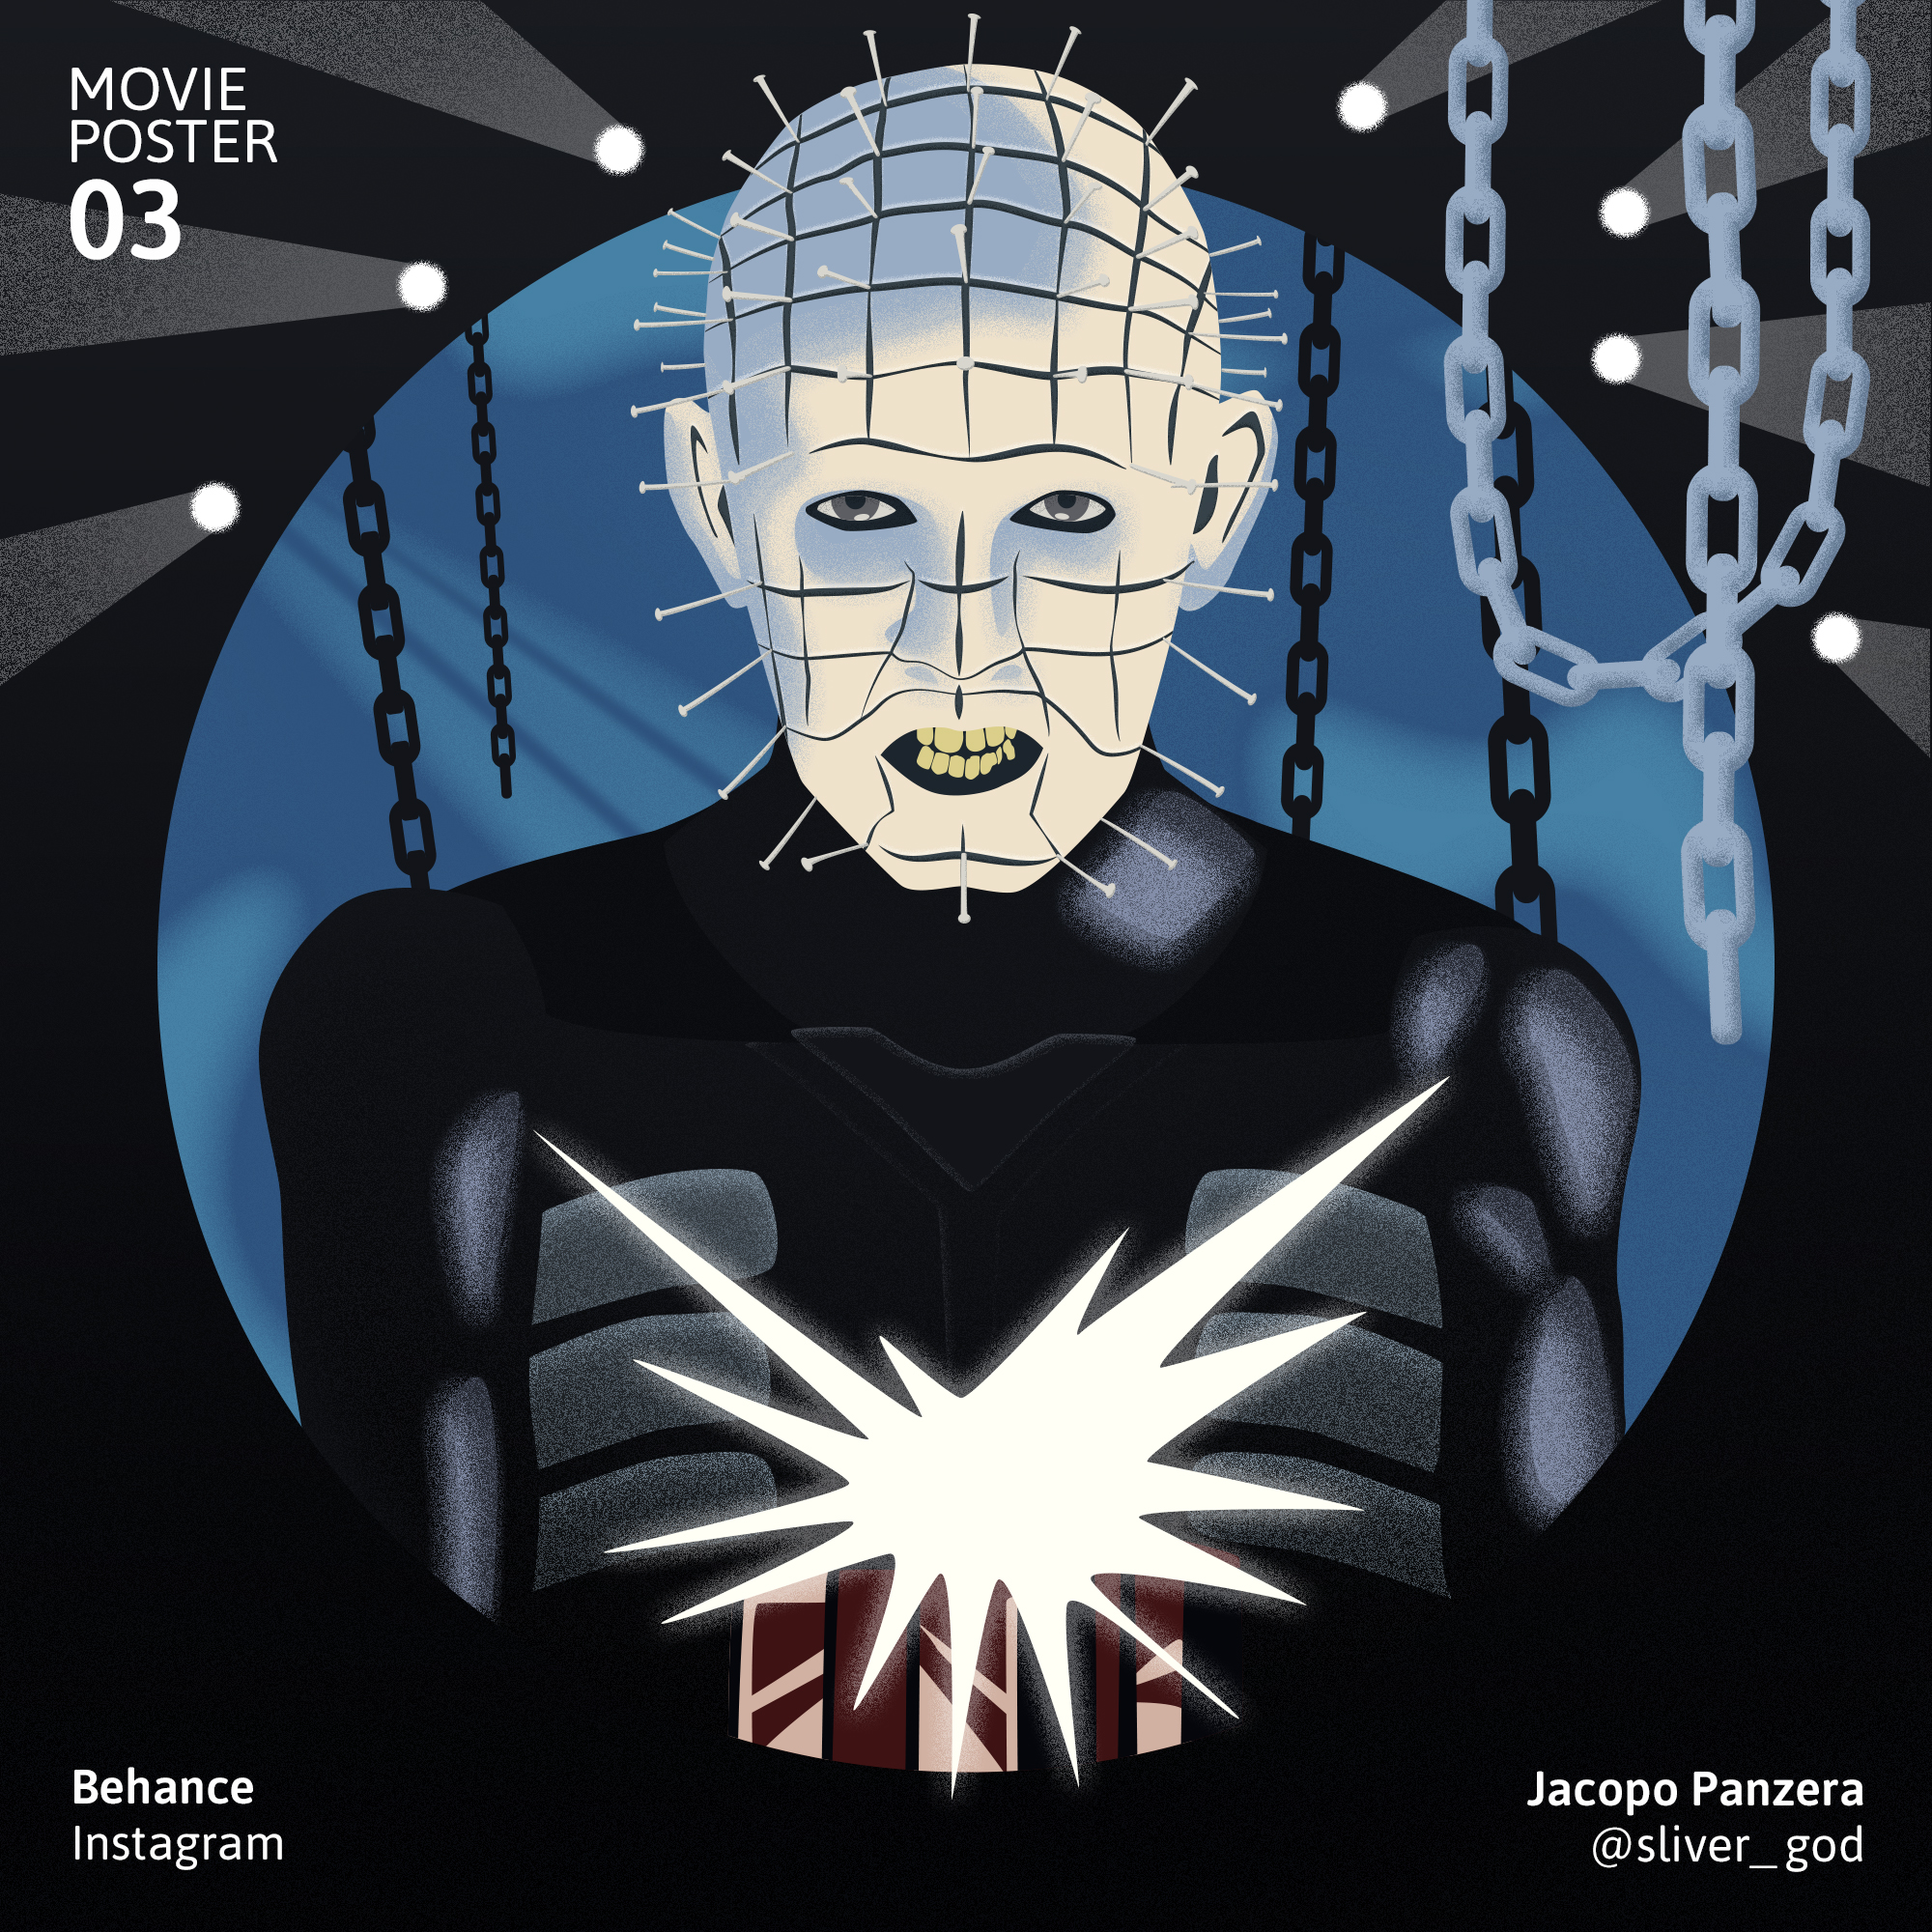 MOVIE
POSTER
03
Behance
Instagram
Jacopo Panzera
@sliver_god